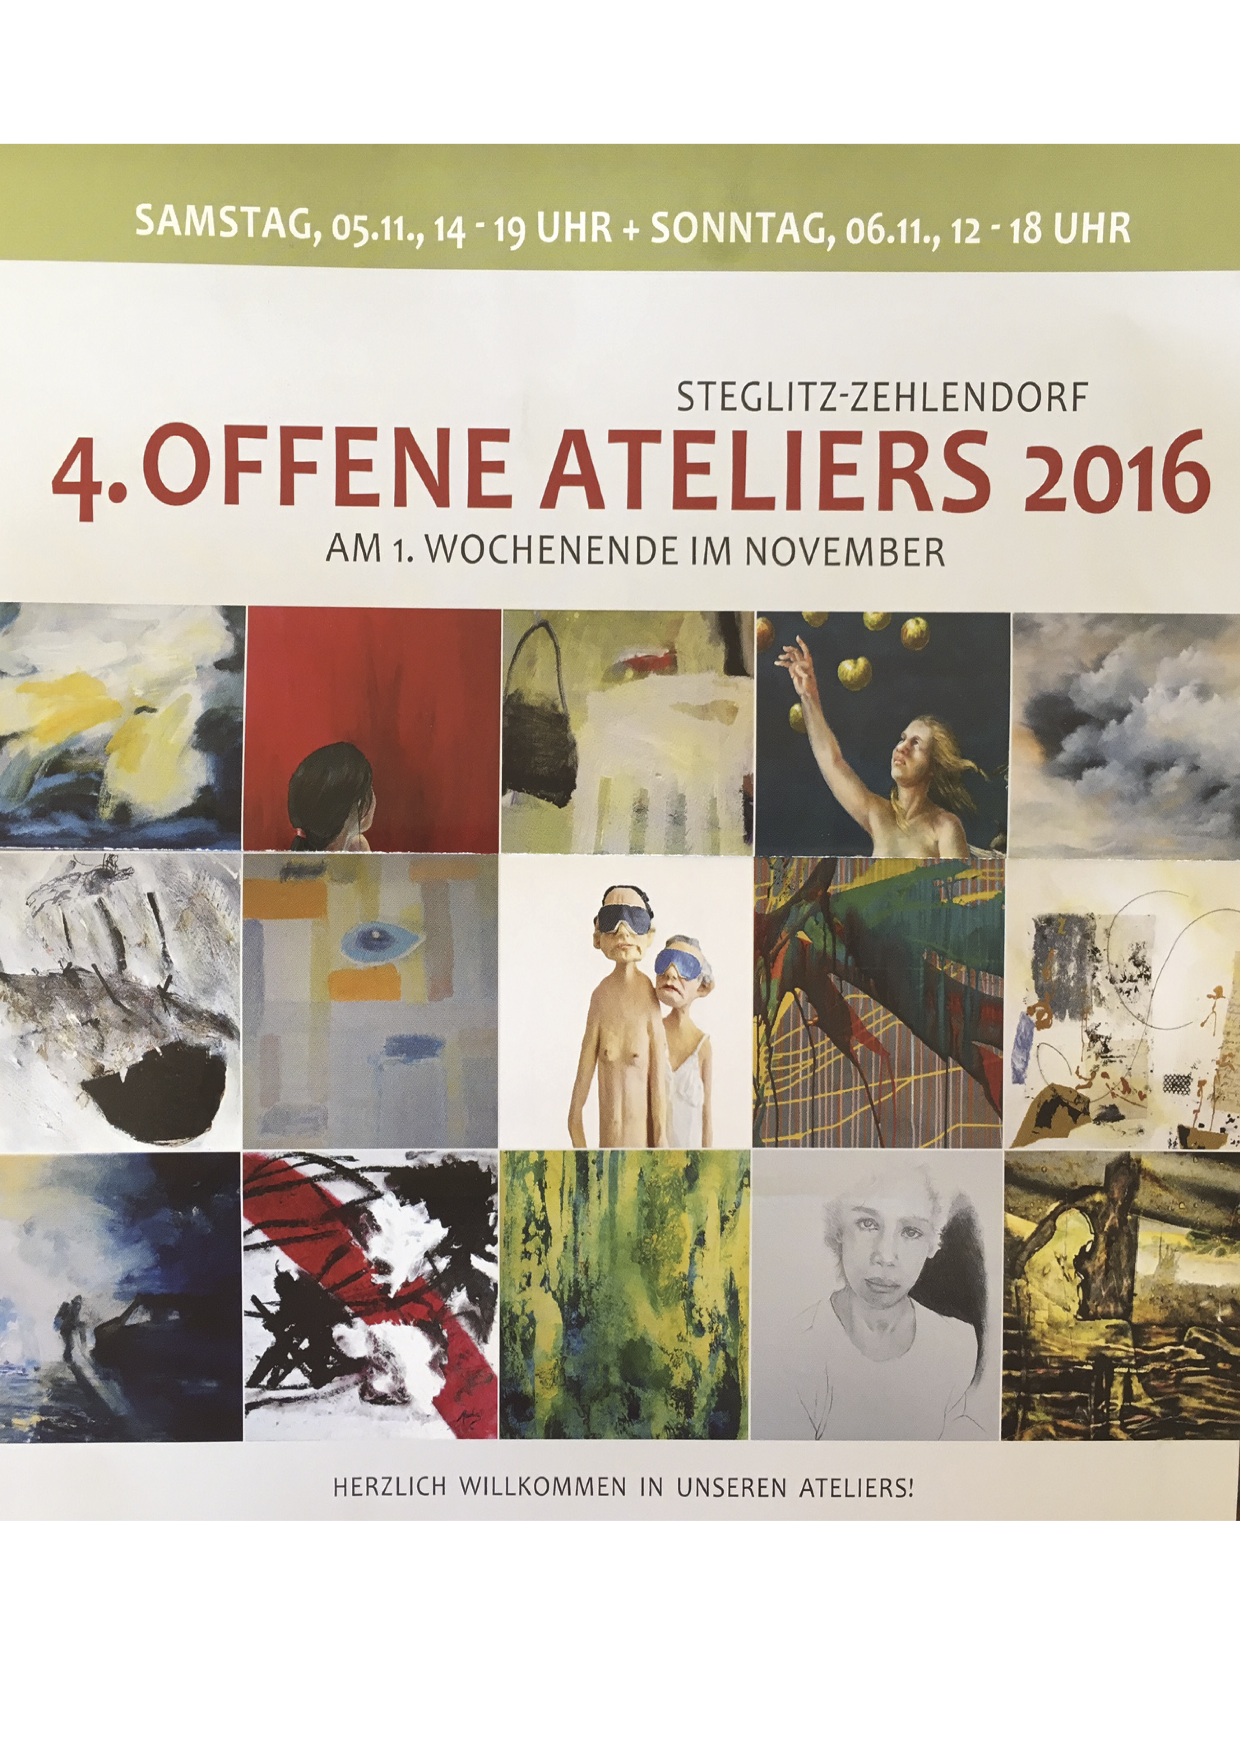 SAMSTAG, 05.11., 14 - 19 UHR + SONNTAG, 06.11., 12 - 18 UHR
STEGLITZ-ZEHLENDORF
4. OFFENE ATELIERS 2016
AM 1. WOCHENENDE IM NOVEMBER
HERZLICH WILLKOMMEN IN UNSEREN ATELIERS!